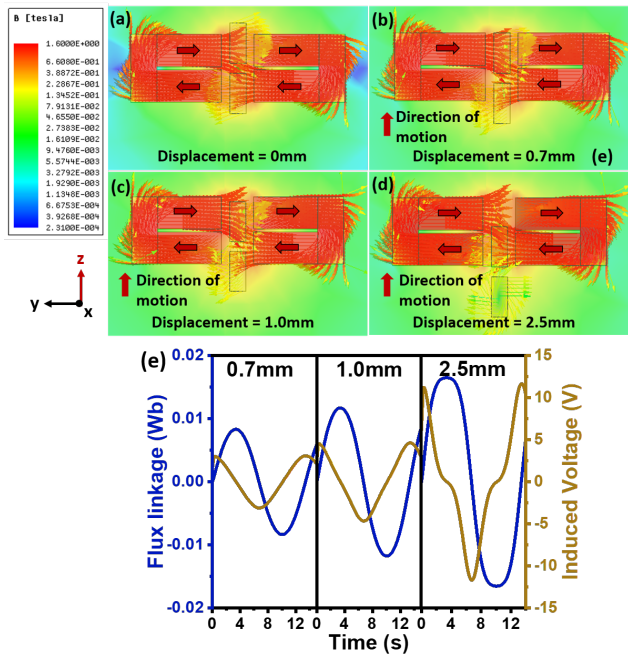 B [tesla]
1.6000E+000
6.6080E-001
3.8872E-001
2.2867E-001
1.3452E-001
7.9131E-002
4.6550E-002
2.7383E-002
1.6108E-002
9.4760E-003
5.5744E-003
3.2792E-003
1.9290E-003
1.1348E-003
6.6753E-004
3.9268E-004
2.3100E-004
z
y
x
(a)
Displacement = 0mm
(b)
Direction of
motion
(e)
Displacement = 0.7mm
(c)
Direction of
motion
Displacement = 1.0mm
(d)
Direction of
motion
Displacement = 2.5mm
(e)
0.7mm 1.0mm 2.5mm
Flux linkage (Wb)
0.02
0.01
0.00
-0.01
-0.02
Induced Voltage (V)
15
10
5
0
-5
-10
-15
0 4 8 12 0 4 8 12 0 4 8 12
Time (s)